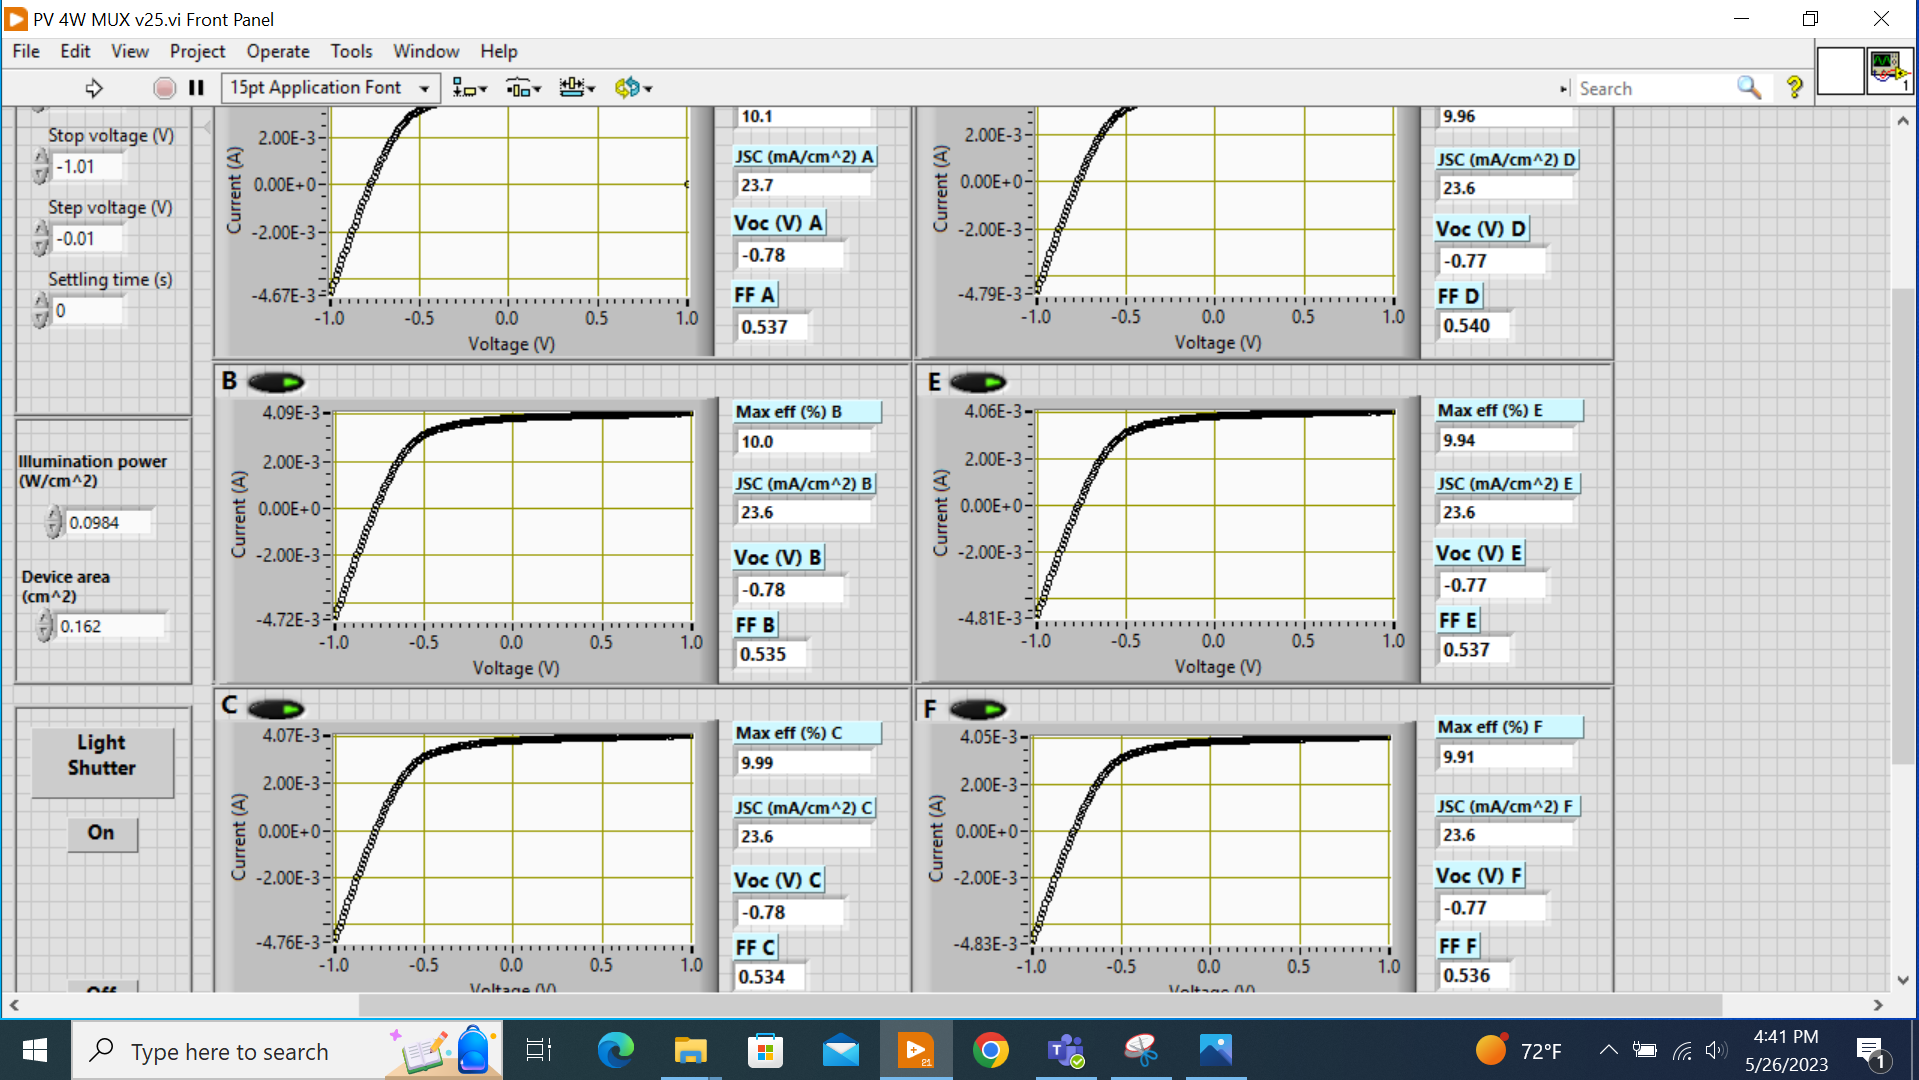 PV 4W MUX v25.vi Front Panel
File Edit View Project Operate Tools Window Help
15pt Application Font
Search
1
Stop voltage (V)
-1.01
Step voltage (V)
-0.01
Settling time (s)
0
Illumination power
(W/cm^2)
0.0984
Device area
(cm^2)
0.162
Light
Shutter
On
Off
Current (A)
2.00E-3
0.00E+0
-2.00E-3
-4.67E-3
-1.0 -0.5 0.0 0.5 1.0
Voltage (V)
10.1
JSC (mA/cm^2) A
23.7
Voc (V) A
-0.78
FF A
0.537
Current (A)
2.00E-3
0.00E+0
-2.00E-3
-4.79E-3
-1.0 -0.5 0.0 0.5 1.0
Voltage (V)
9.96
JSC (mA/cm^2) D
23.6
Voc (V) D
-0.77
FF D
0.540
B
Current (A)
4.09E-3
2.00E-3
0.00E+0
-2.00E-3
-4.72E-3
-1.0 -0.5 0.0 0.5 1.0
Voltage (V)
Max eff (%) B
10.0
JSC (mA/cm^2) B
23.6
Voc (V) B
-0.78
FF B
0.535
E
Current (A)
4.06E-3
2.00E-3
0.00E+0
-2.00E-3
-4.81E-3
-1.0 -0.5 0.0 0.5 1.0
Voltage (V)
Max eff (%) E
9.94
JSC (mA/cm^2) E
23.6
Voc (V) E
-0.77
FF E
0.537
C
Current (A)
4.07E-3
2.00E-3
0.00E+0
-2.00E-3
-4.76E-3
-1.0 -0.5 0.0 0.5 1.0
Voltage (V)
Max eff (%) C
9.99
JSC (mA/cm^2) C
23.6
Voc (V) C
-0.78
FF C
0.534
F
Current (A)
4.05E-3
2.00E-3
0.00E+0
-2.00E-3
-4.83E-3
-1.0 -0.5 0.0 0.5 1.0
Voltage (V)
Max eff (%) F
9.91
JSC (mA/cm^2) F
23.6
Voc (V) F
-0.77
FF F
0.536
Type here to search
21
T
72°F
4:41 PM
5/26/2023
1